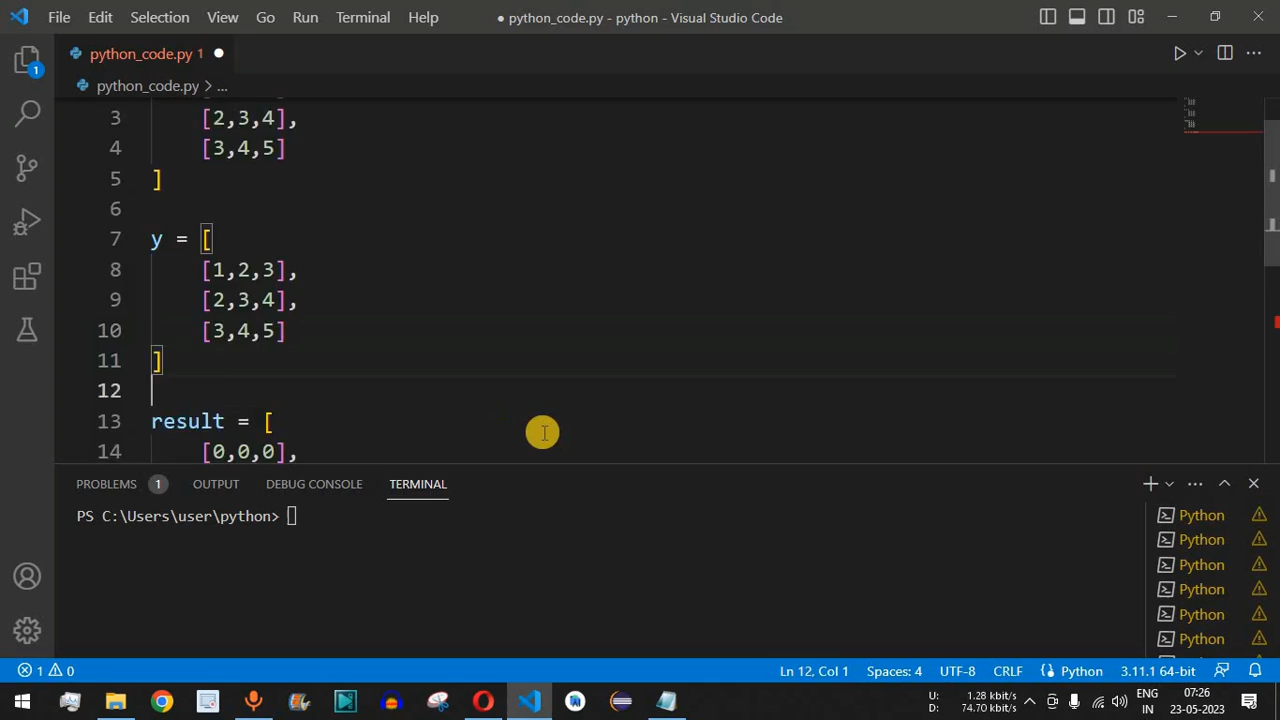 File Edit Selection View Go Run Terminal Help ● python_code.py - python - Visual Studio Code
python_code.py 1 ●
python_code.py > ...
3 [2,3,4],
4 [3,4,5]
5 ]
6
7 y = [
8 [1,2,3],
9 [2,3,4],
10 [3,4,5]
11 ]
12
13 result = [
14 [0,0,0],
PROBLEMS 1 OUTPUT DEBUG CONSOLE TERMINAL
PS C:\Users\user\python>
Python
Python
Python
Python
Python
Python
1
1 0 Ln 12, Col 1 Spaces: 4 UTF-8 CRLF Python 3.11.1 64-bit
U: 1.28 kbit/s
D: 74.70 kbit/s
ENG
IN
07:26
23-05-2023